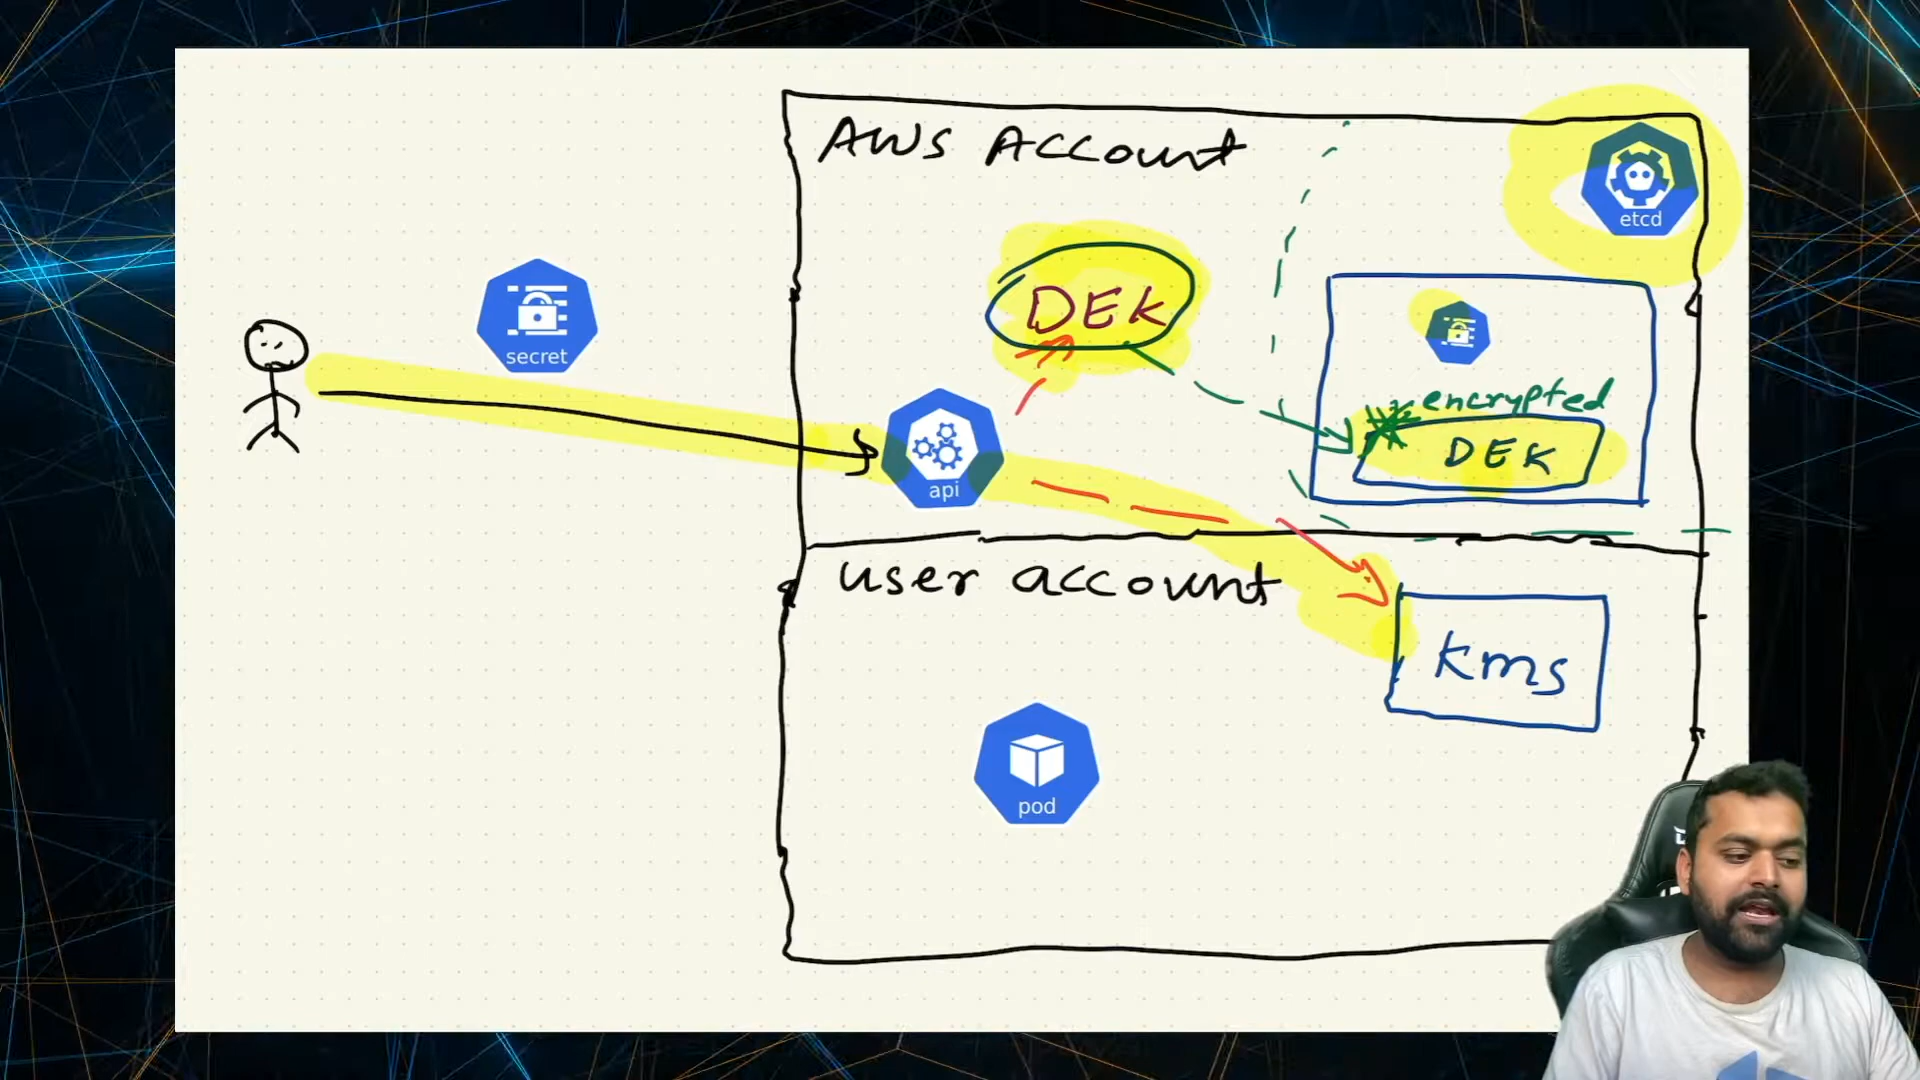 AWS Account
etcd
DEK
secret
encrypted
DEK
api
user account
kms
pod